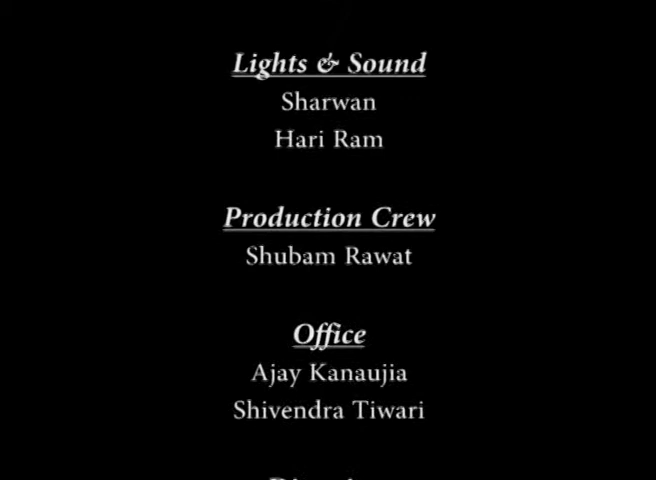 Lights & Sound
Sharwan
Hari Ram
Production Crew
Shubam Rawat
Office
Ajay Kanaujia
Shivendra Tiwari